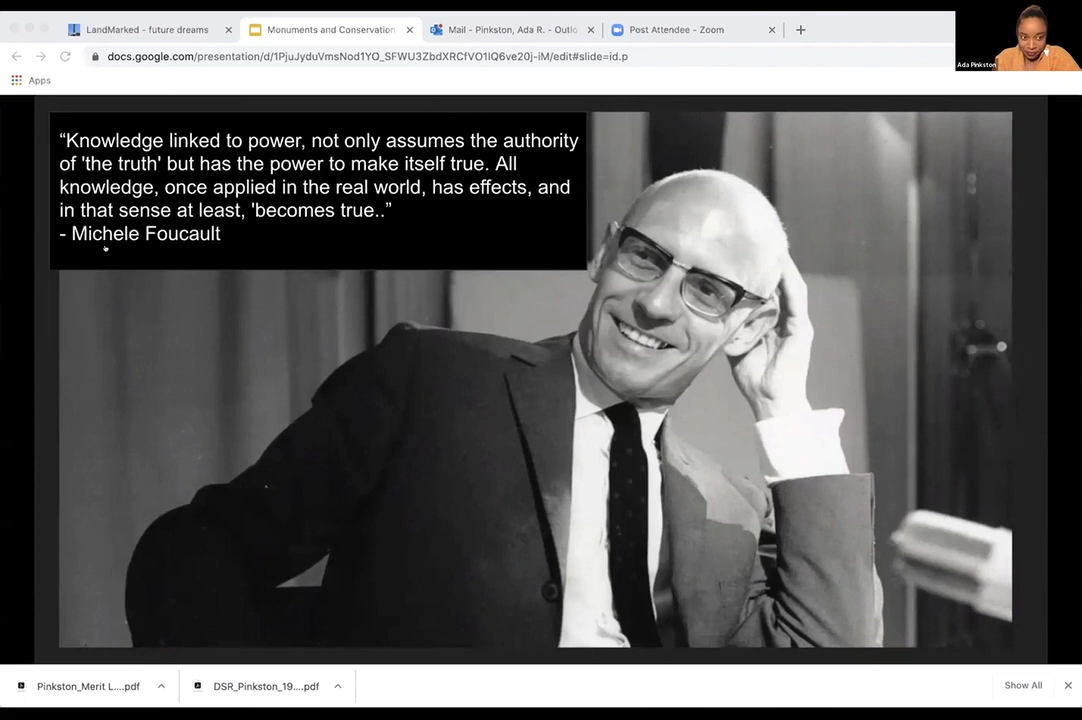 LandMarked - future dreams
Monuments and Conservation
Mail - Pinkston, Ada R. - Outlo
Post Attendee - Zoom
docs.google.com/presentation/d/1PjuJyduVmsNod1YO_SFWU3ZbdXRCfVO1lQ6ve20j-iM/edit#slide=id.p
Apps
Ada Pinkston
“Knowledge linked to power, not only assumes the authority
of 'the truth' but has the power to make itself true. All
knowledge, once applied in the real world, has effects, and
in that sense at least, 'becomes true..”
- Michele Foucault
Pinkston_Merit L....pdf
DSR_Pinkston_19....pdf
Show All